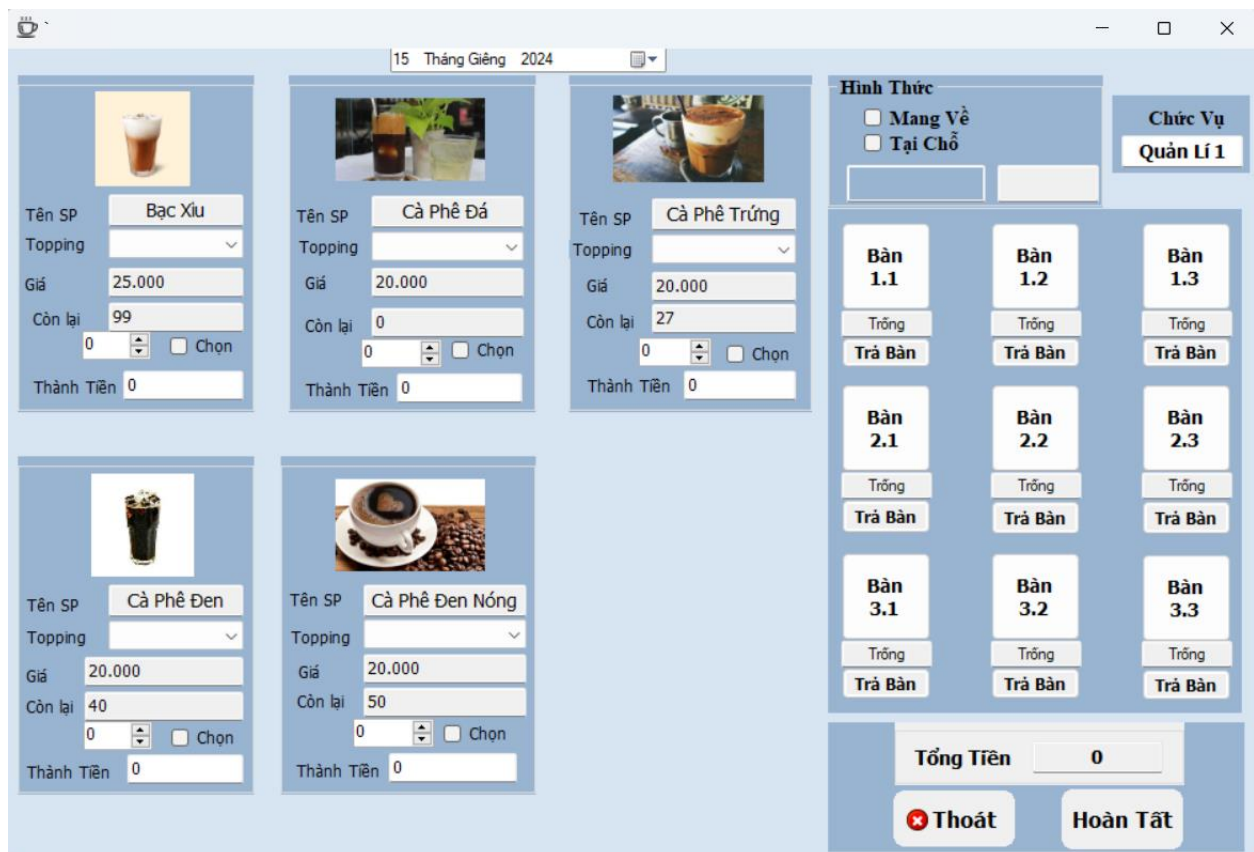 `
15 Tháng Giêng 2024
Tên SP Bạc Xỉu
Topping
Giá 25.000
Còn lại 99
0 Chọn
Thành Tiền 0
Tên SP Cà Phê Đá
Topping
Giá 20.000
Còn lại 0
0 Chọn
Thành Tiền 0
Tên SP Cà Phê Trứng
Topping
Giá 20.000
Còn lại 27
0 Chọn
Thành Tiền 0
Tên SP Cà Phê Đen
Topping
Giá 20.000
Còn lại 40
0 Chọn
Thành Tiền 0
Tên SP Cà Phê Đen Nóng
Topping
Giá 20.000
Còn lại 50
0 Chọn
Thành Tiền 0
Hình Thức
Mang Về
Tại Chỗ
Chức Vụ
Quản Lí 1
Bàn Bàn Bàn
1.1 1.2 1.3
Trống Trống Trống
Trả Bàn Trả Bàn Trả Bàn
Bàn Bàn Bàn
2.1 2.2 2.3
Trống Trống Trống
Trả Bàn Trả Bàn Trả Bàn
Bàn Bàn Bàn
3.1 3.2 3.3
Trống Trống Trống
Trả Bàn Trả Bàn Trả Bàn
Tổng Tiền 0
Thoát Hoàn Tất